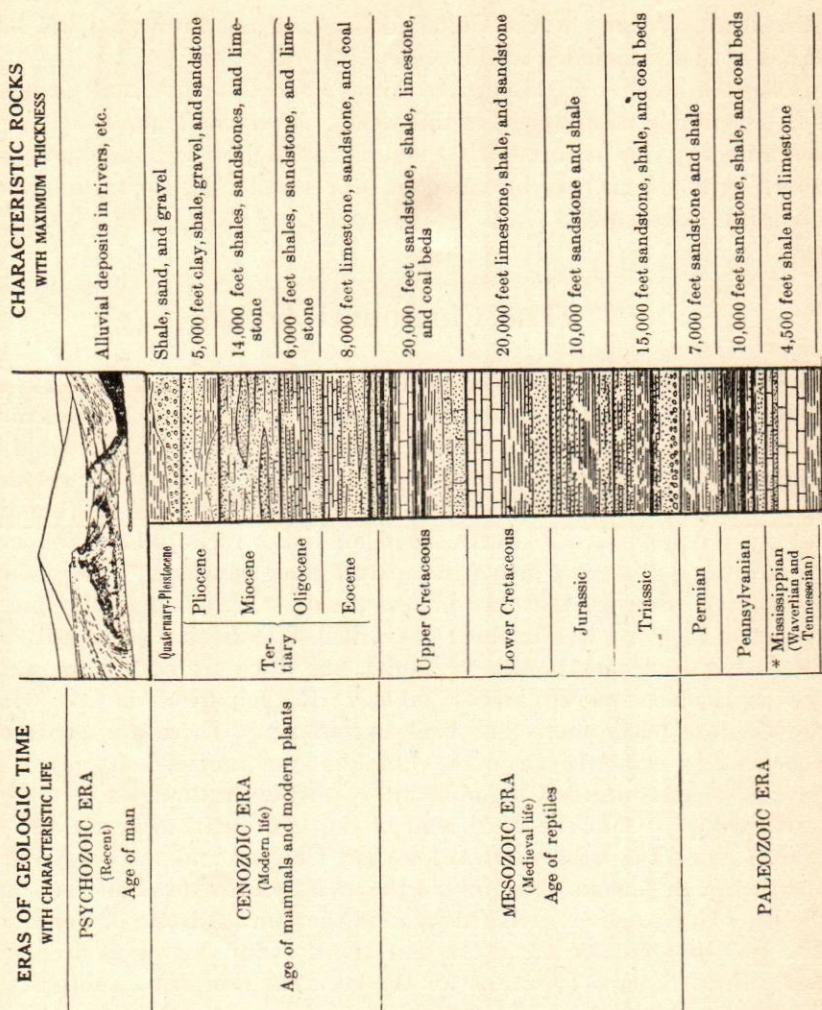 ERAS OF GEOLOGIC TIME
WITH CHARACTERISTIC LIFE
CHARACTERISTIC ROCKS
WITH MAXIMUM THICKNESS
PSYCHOZOIC ERA
(Recent)
Age of man
Alluvial deposits in rivers, etc.
CENOZOIC ERA
(Modern life)
Age of mammals and modern plants
Quaternary-Pleistocene
Shale, sand, and gravel
Ter-
tiary
Pliocene
5,000 feet clay, shale, gravel, and sandstone
Miocene
14,000 feet shales, sandstones, and lime-
stone
Oligocene
6,000 feet shales, sandstone, and lime-
stone
Eocene
8,000 feet limestone, sandstone, and coal
MESOZOIC ERA
(Medieval life)
Age of reptiles
Upper Cretaceous
20,000 feet sandstone, shale, limestone,
and coal beds
Lower Cretaceous
20,000 feet limestone, shale, and sandstone
Jurassic
10,000 feet sandstone and shale
Triassic
15,000 feet sandstone, shale, and coal beds
PALEOZOIC ERA
Permian
7,000 feet sandstone and shale
Pennsylvanian
10,000 feet sandstone, shale, and coal beds
* Mississippian
(Waverlian and
Tennesseian)
4,500 feet shale and limestone